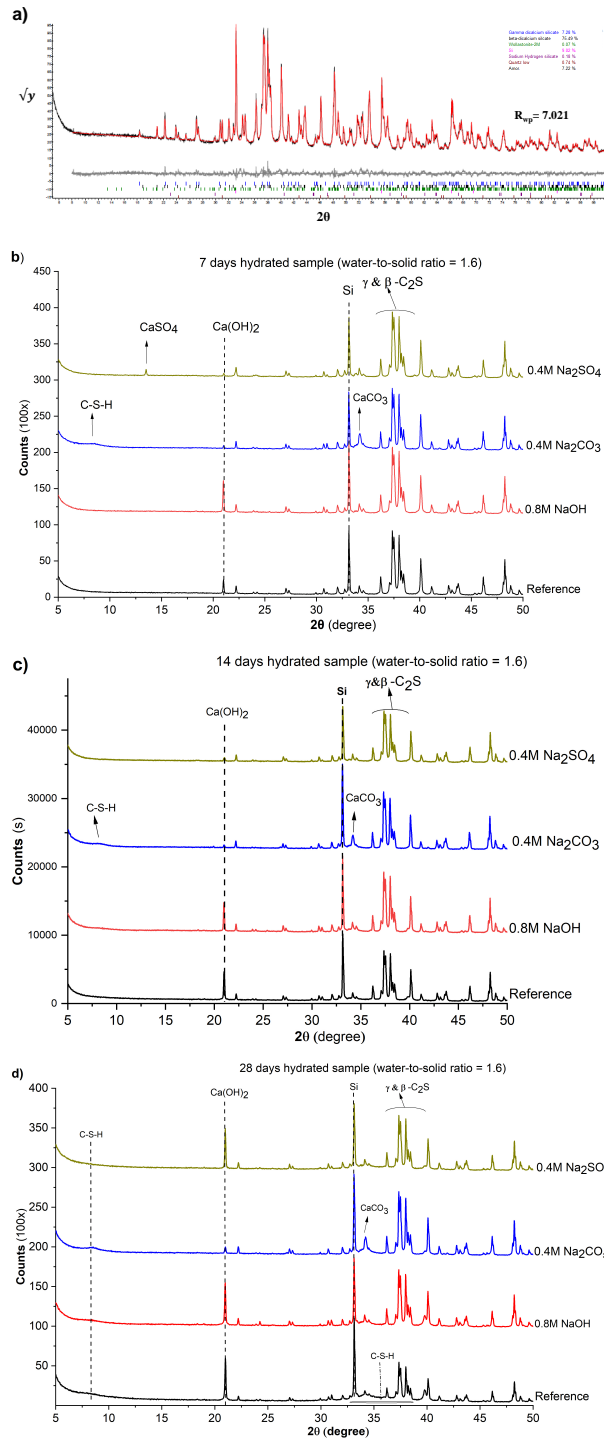 a)
Gamma dicalcium silicate 7.28 %
beta-dicalcium silicate 75.49 %
Wollastonite-2M
Sodium Hydrogen silicate
Quartz low 0.74 %
Amor. 7.22 %
√y
R_wp= 7.021
2θ
b)
7 days hydrated sample (water-to-solid ratio = 1.6)
γ & β -C₂S
Si
CaSO₄
Ca(OH)₂
0.4M Na₂SO₄
C-S-H
CaCO₃
0.4M Na₂CO₃
0.8M NaOH
Reference
Counts (100x)
400
350
300
250
200
150
100
50
0
5 10 15 20 25 30 35 40 45 50
2θ (degree)
c)
14 days hydrated sample (water-to-solid ratio = 1.6)
γ&β -C₂S
Si
Ca(OH)₂
0.4M Na₂SO₄
C-S-H
CaCO₃
0.4M Na₂CO₃
0.8M NaOH
Reference
Counts (s)
40000
30000
20000
10000
0
5 10 15 20 25 30 35 40 45 50
2θ (degree)
d)
28 days hydrated sample (water-to-solid ratio = 1.6)
γ & β -C₂S
Si
Ca(OH)₂
C-S-H
0.4M Na₂SO
CaCO₃
0.4M Na₂CO₃
0.8M NaOH
C-S-H
Reference
Counts (100x)
400
350
300
250
200
150
100
50
5 10 15 20 25 30 35 40 45 50
2θ (degree)